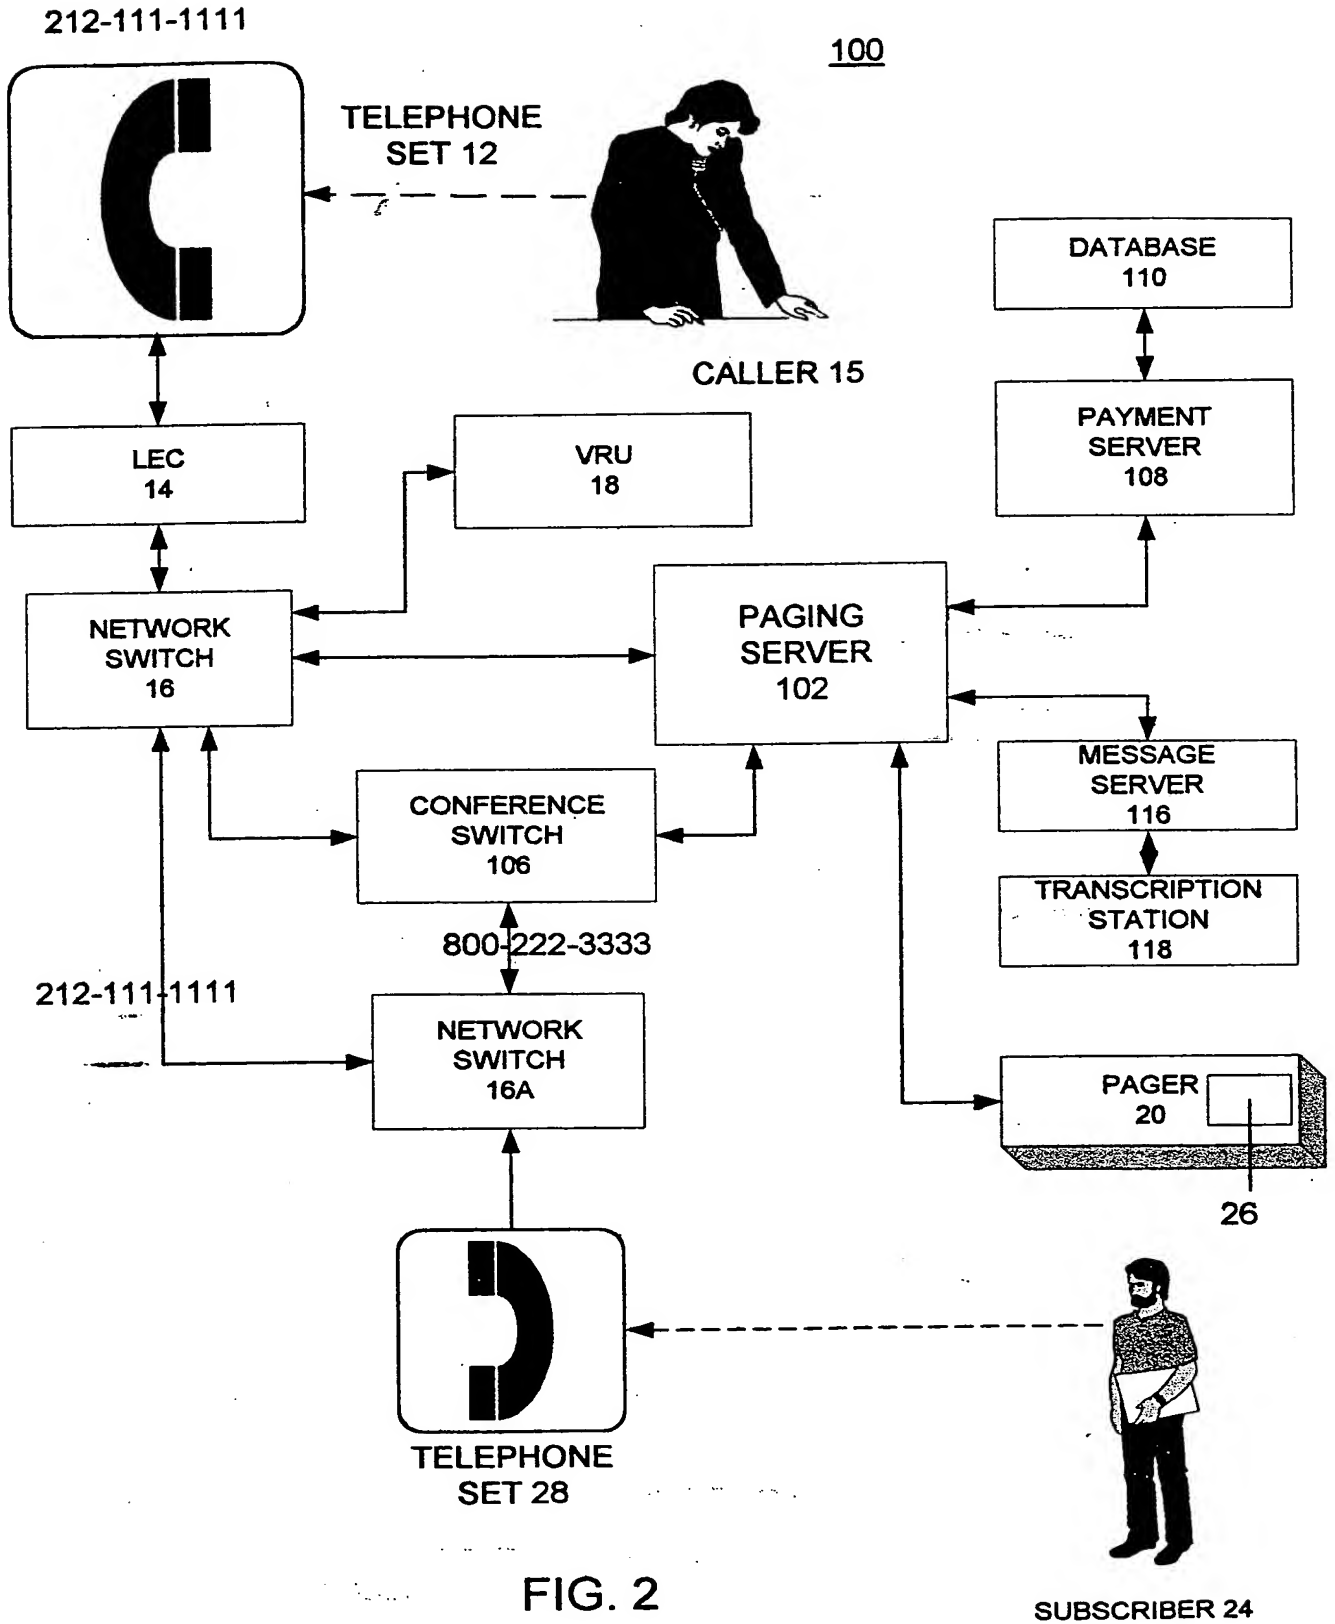 212-111-1111
100
TELEPHONE
SET 12
CALLER 15
DATABASE
110
PAYMENT
SERVER
108
LEC
14
VRU
18
NETWORK
SWITCH
16
PAGING
SERVER
102
MESSAGE
SERVER
116
CONFERENCE
SWITCH
106
TRANSCRIPTION
STATION
118
800-222-3333
212-111-1111
NETWORK
SWITCH
16A
PAGER
20
26
TELEPHONE
SET 28
SUBSCRIBER 24
FIG. 2